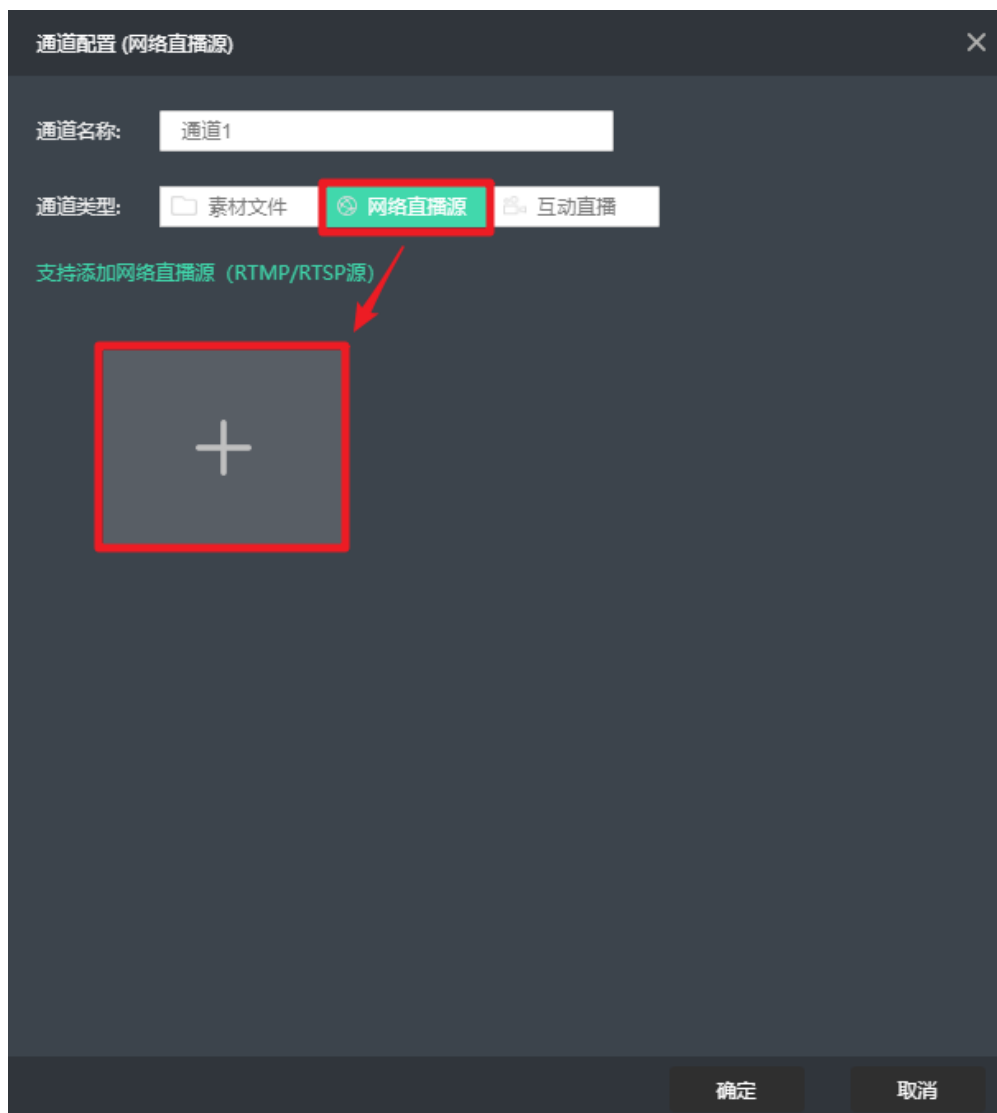 通道配置 (网络直播源)
通道名称: 通道1
通道类型: 素材文件 网络直播源 互动直播
支持添加网络直播源 (RTMP/RTSP源)
确定 取消